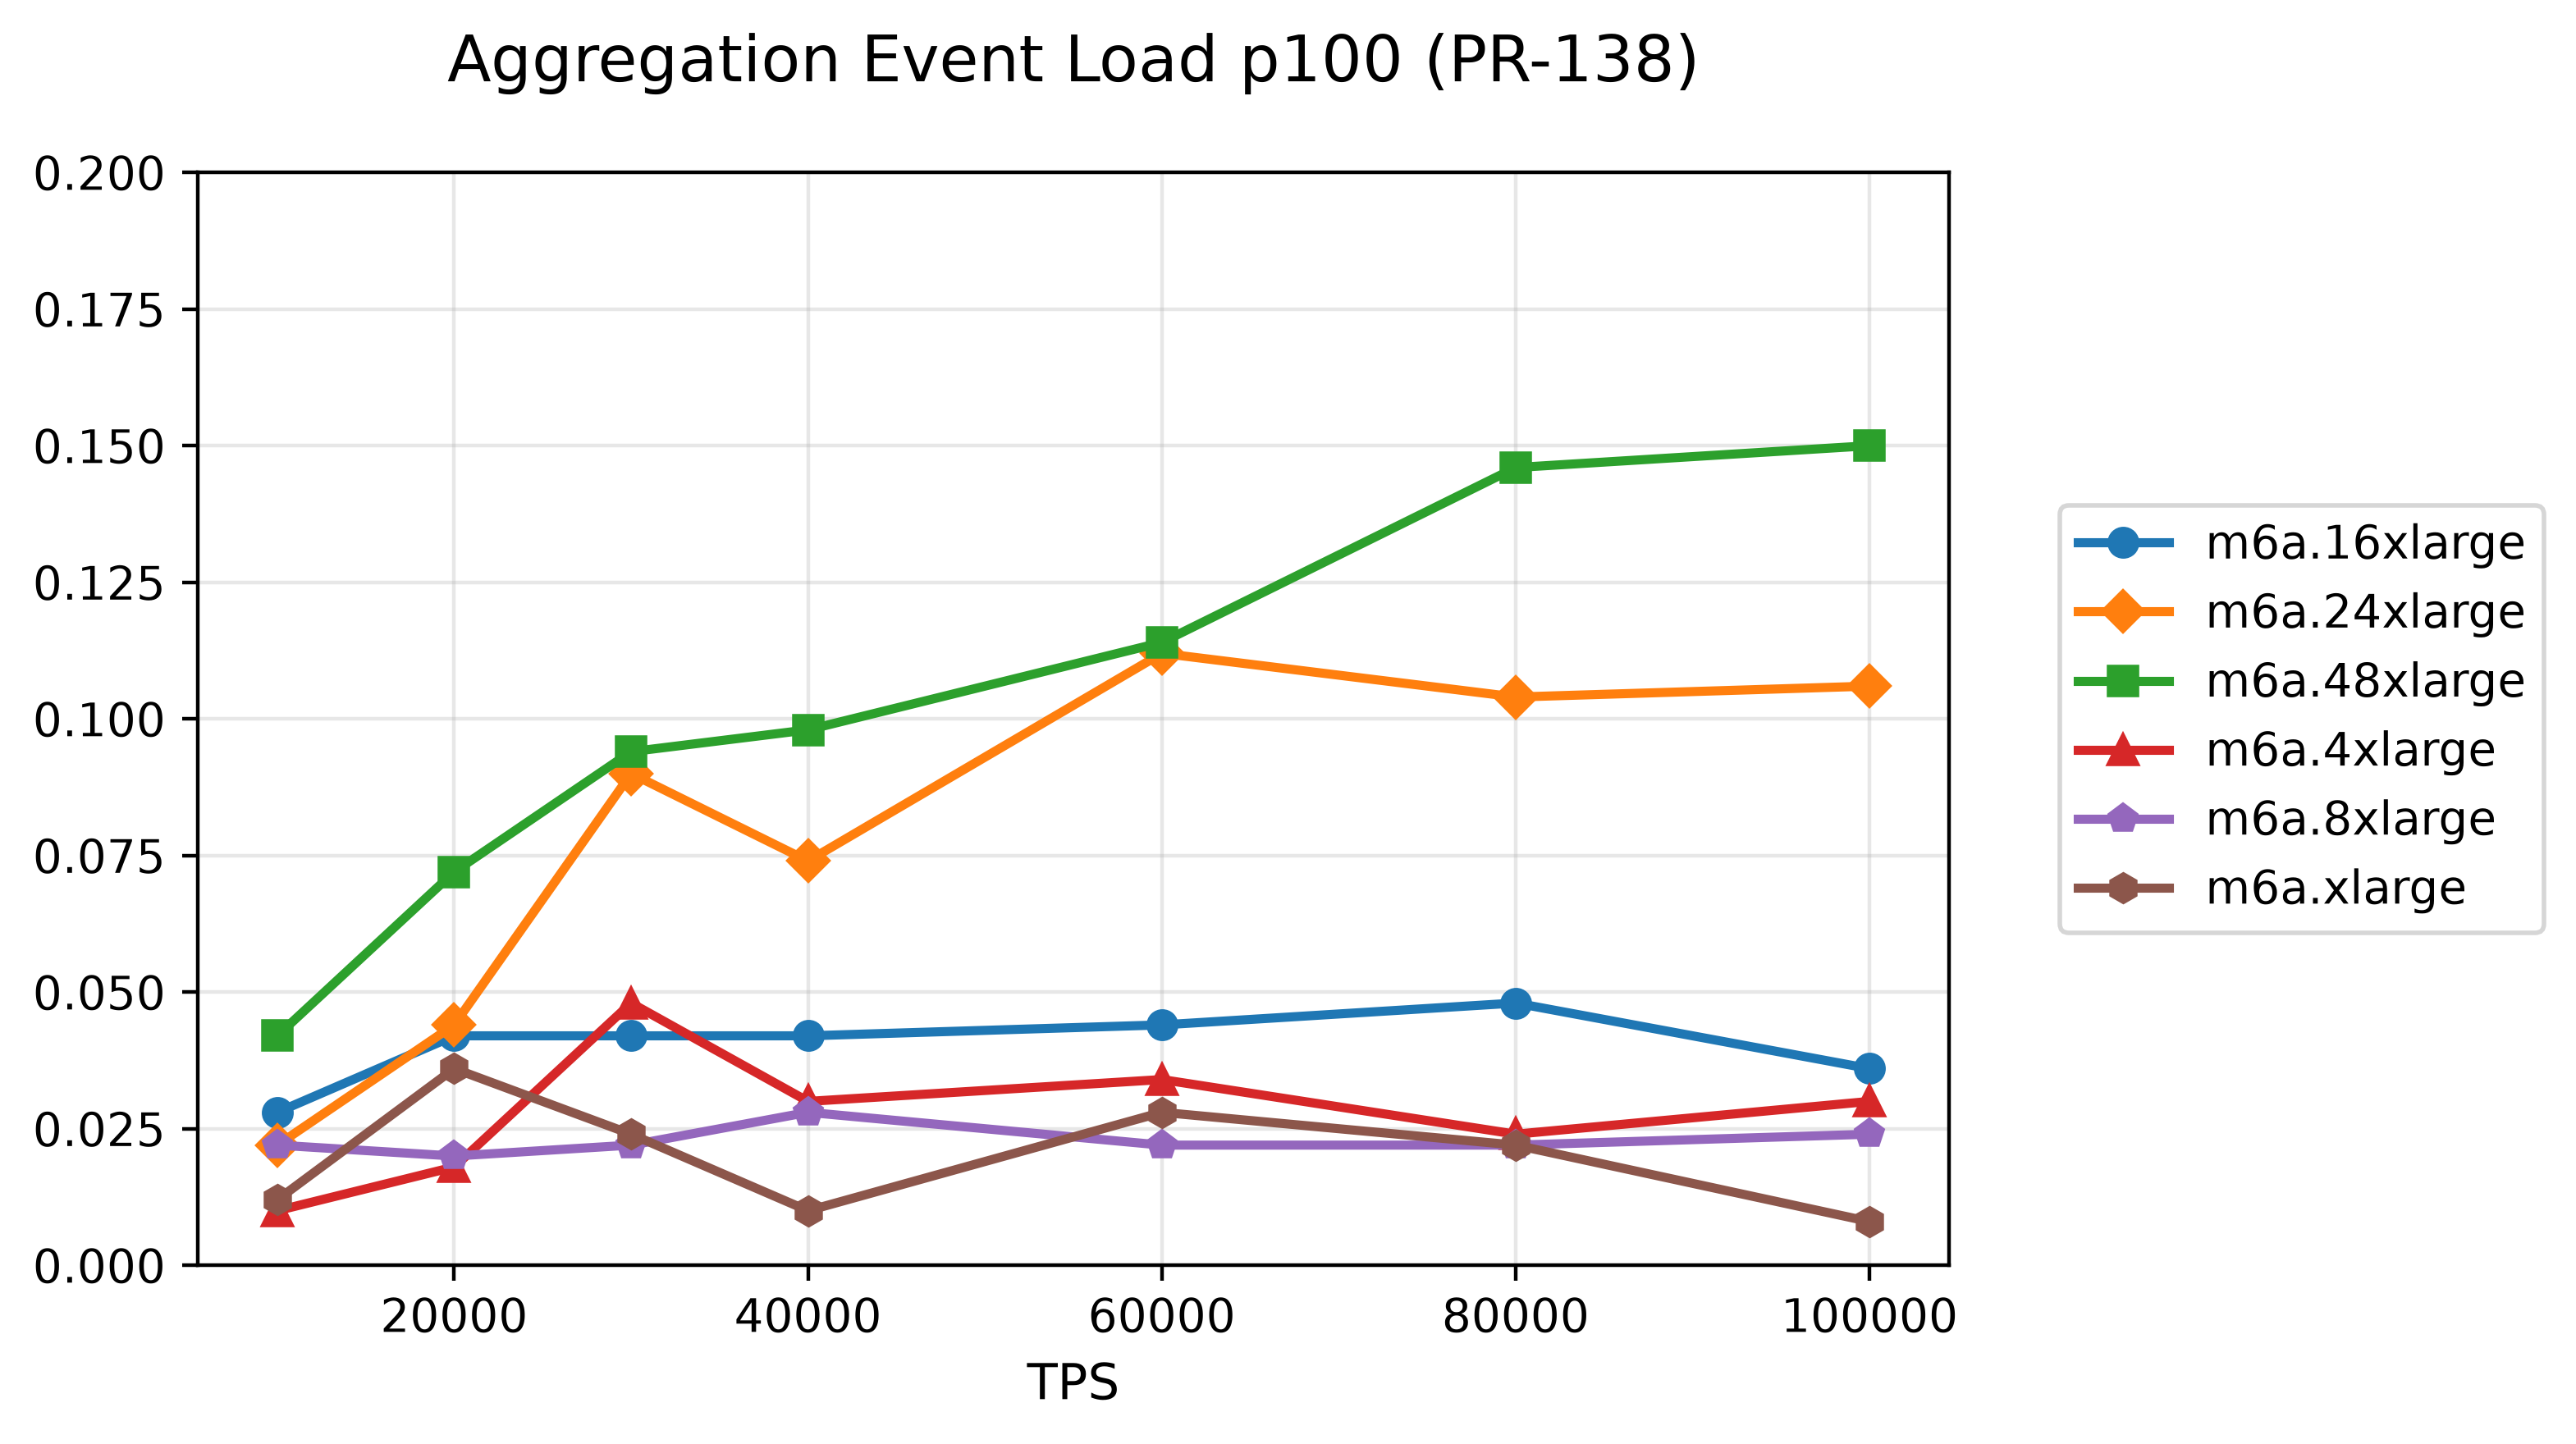 Aggregation Event Load p100 (PR-138)
0.200
0.175
0.150
0.125
0.100
0.075
0.050
0.025
0.000
20000 40000 60000 80000 100000
TPS
m6a.16xlarge
m6a.24xlarge
m6a.48xlarge
m6a.4xlarge
m6a.8xlarge
m6a.xlarge